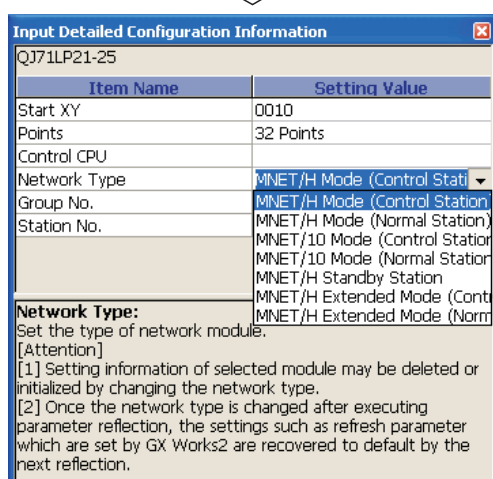 Input Detailed Configuration Information
QJ71LP21-25
Item Name Setting Value
Start XY 0010
Points 32 Points
Control CPU
Network Type MNET/H Mode (Control Stati
Group No. MNET/H Mode (Control Station)
Station No. MNET/H Mode (Normal Station)
MNET/10 Mode (Control Station
MNET/10 Mode (Normal Station
MNET/H Standby Station
MNET/H Extended Mode (Contr
MNET/H Extended Mode (Norm
Network Type:
Set the type of network module.
[Attention]
[1] Setting information of selected module may be deleted or
initialized by changing the network type.
[2] Once the network type is changed after executing
parameter reflection, the settings such as refresh parameter
which are set by GX Works2 are recovered to default by the
next reflection.